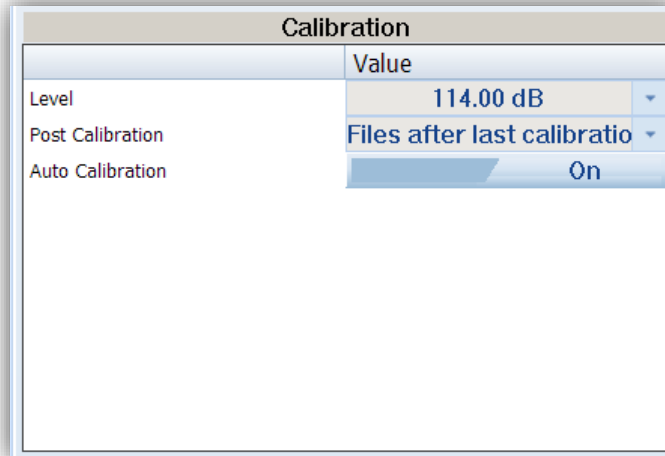 Calibration
Value
Level 114.00 dB
Post Calibration Files after last calibratio
Auto Calibration On